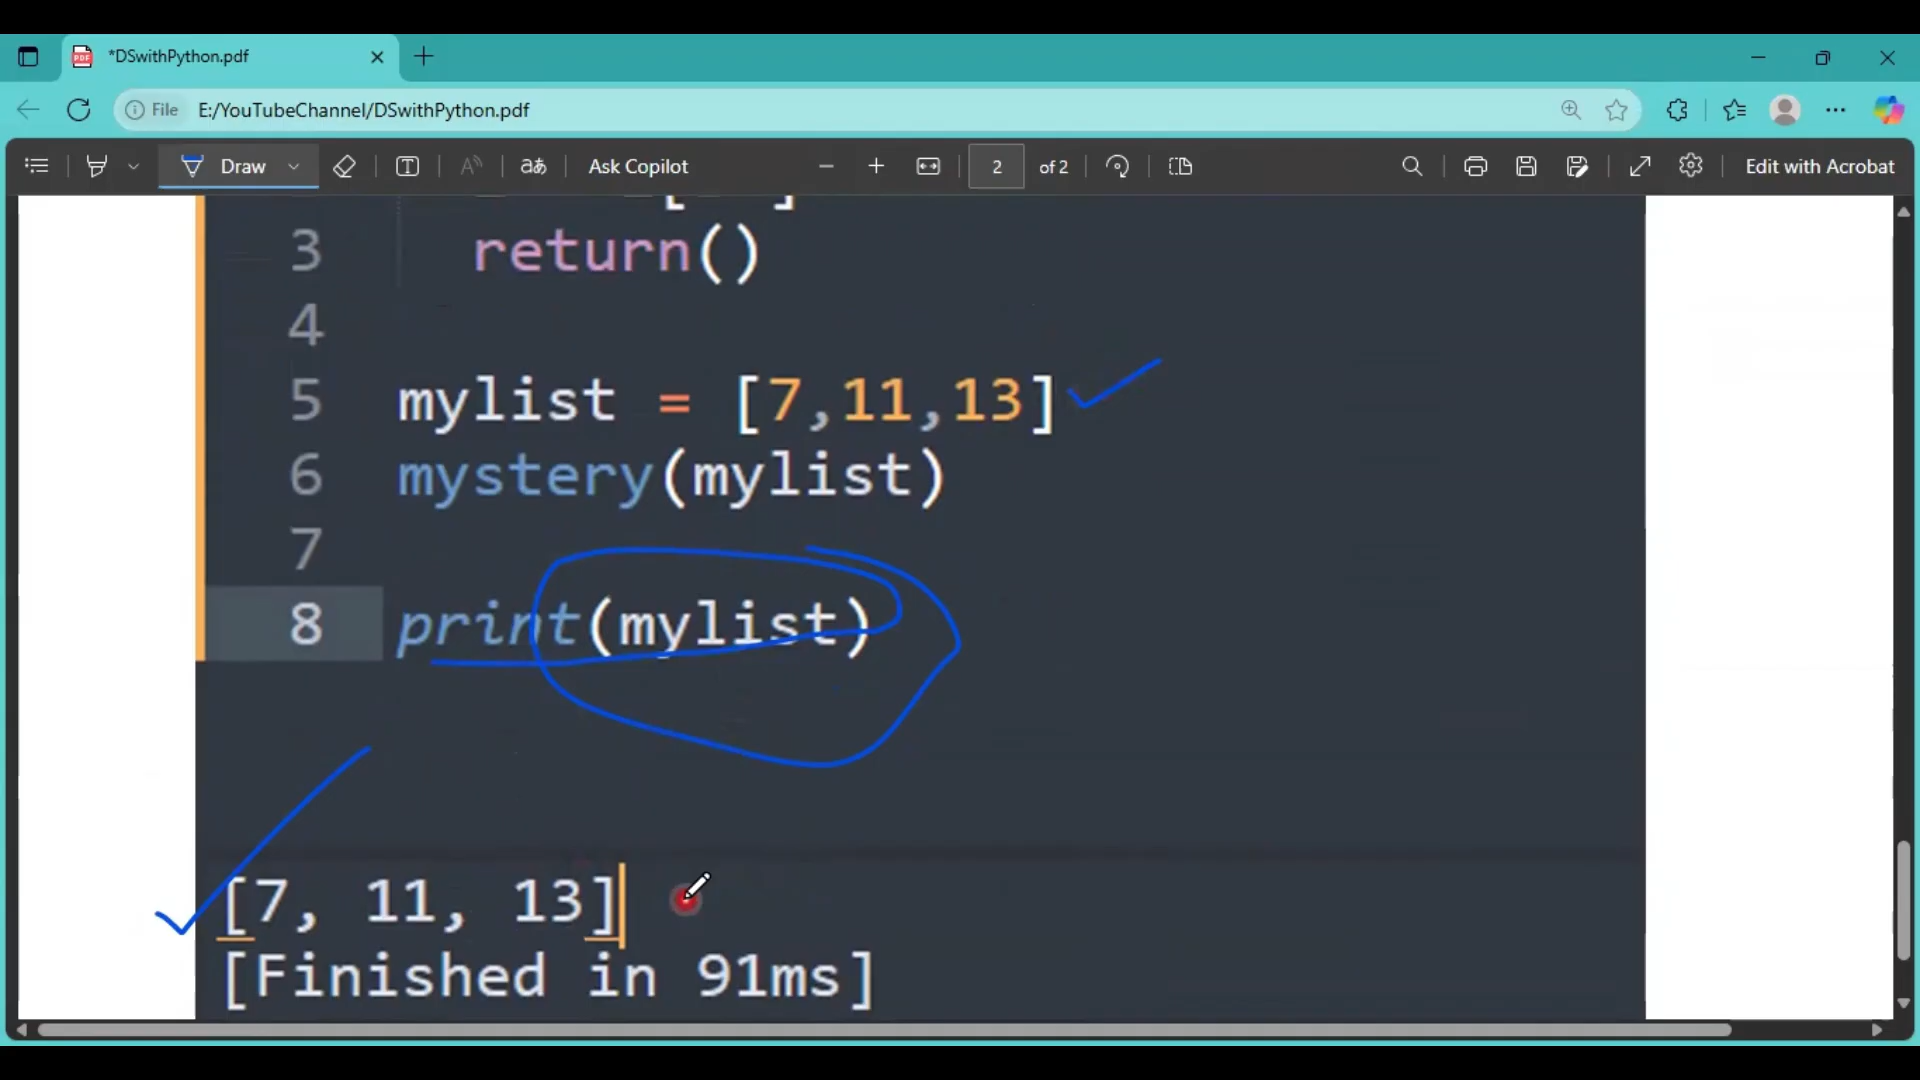 *DSwithPython.pdf
File E:/YouTubeChannel/DSwithPython.pdf
Draw Ask Copilot 2 of 2 Edit with Acrobat
3 return()
4
5 mylist = [7,11,13]
6 mystery(mylist)
7
8 print(mylist)
[7, 11, 13]
[Finished in 91ms]